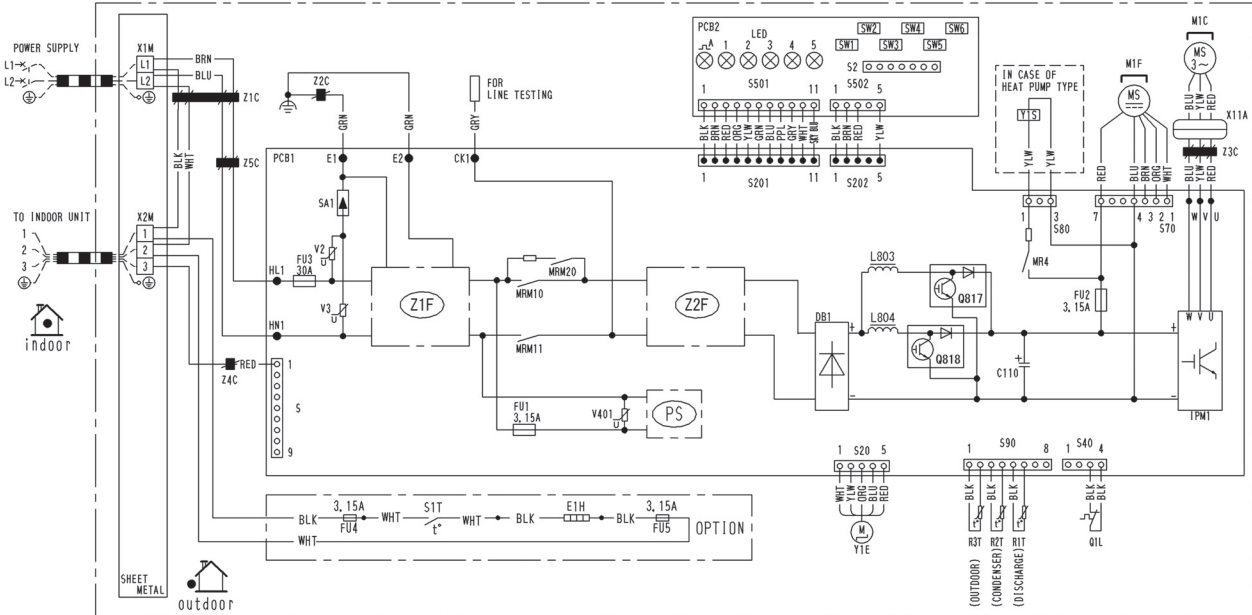 POWER SUPPLY
L1
L2
X1M
L1
L2
BRN
BLU
Z1C
BLK
WHT
Z5C
TO INDOOR UNIT
1
2
3
X2M
1
2
3
indoor
Z4C
RED
SHEET METAL
outdoor
Z2C
GRN
GRN
GRY
FOR
LINE TESTING
PCB1
E1
E2
CK1
SA1
V2
U
FU3
30A
HL1
V3
U
HN1
Z1F
MRM20
MRM10
MRM11
Z2F
FU1
3.15A
V401
U
PS
1
S
9
PCB2
LED
A 1 2 3 4 5
SW2 SW4 SW6
SW1 SW3 SW5
S2
1 S501 11
S502 5
1
BLK BRN RED ORG YLW GRN BLU PPL GRY WHT SKY BLU
BLK BRN RED YLW
1 S201 11
1 S202 5
IN CASE OF
HEAT PUMP TYPE
Y1S
YLW
YLW
1 3
S80
MR4
M1F
MS
RED BLU BRN ORG WHT
7 4 3 2 1
S70
M1C
MS
3~
BLU YLW RED
X11A
Z3C
BLU YLW RED
W V U
FU2
3.15A
L803
Q817
L804
Q818
DB1
+
-
+
C110
+
-
W V U
IPM1
1 S20 5
WHT YLW ORG BLU RED
M
Y1E
1 S90 8
BLK BLK BLK
R3T R2T R1T
(OUTDOOR)
(CONDENSER)
(DISCHARGE)
1 S40 4
BLK BLK
Q1L
BLK 3.15A FU4 WHT S1T t° WHT BLK E1H BLK 3.15A FU5
WHT
OPTION